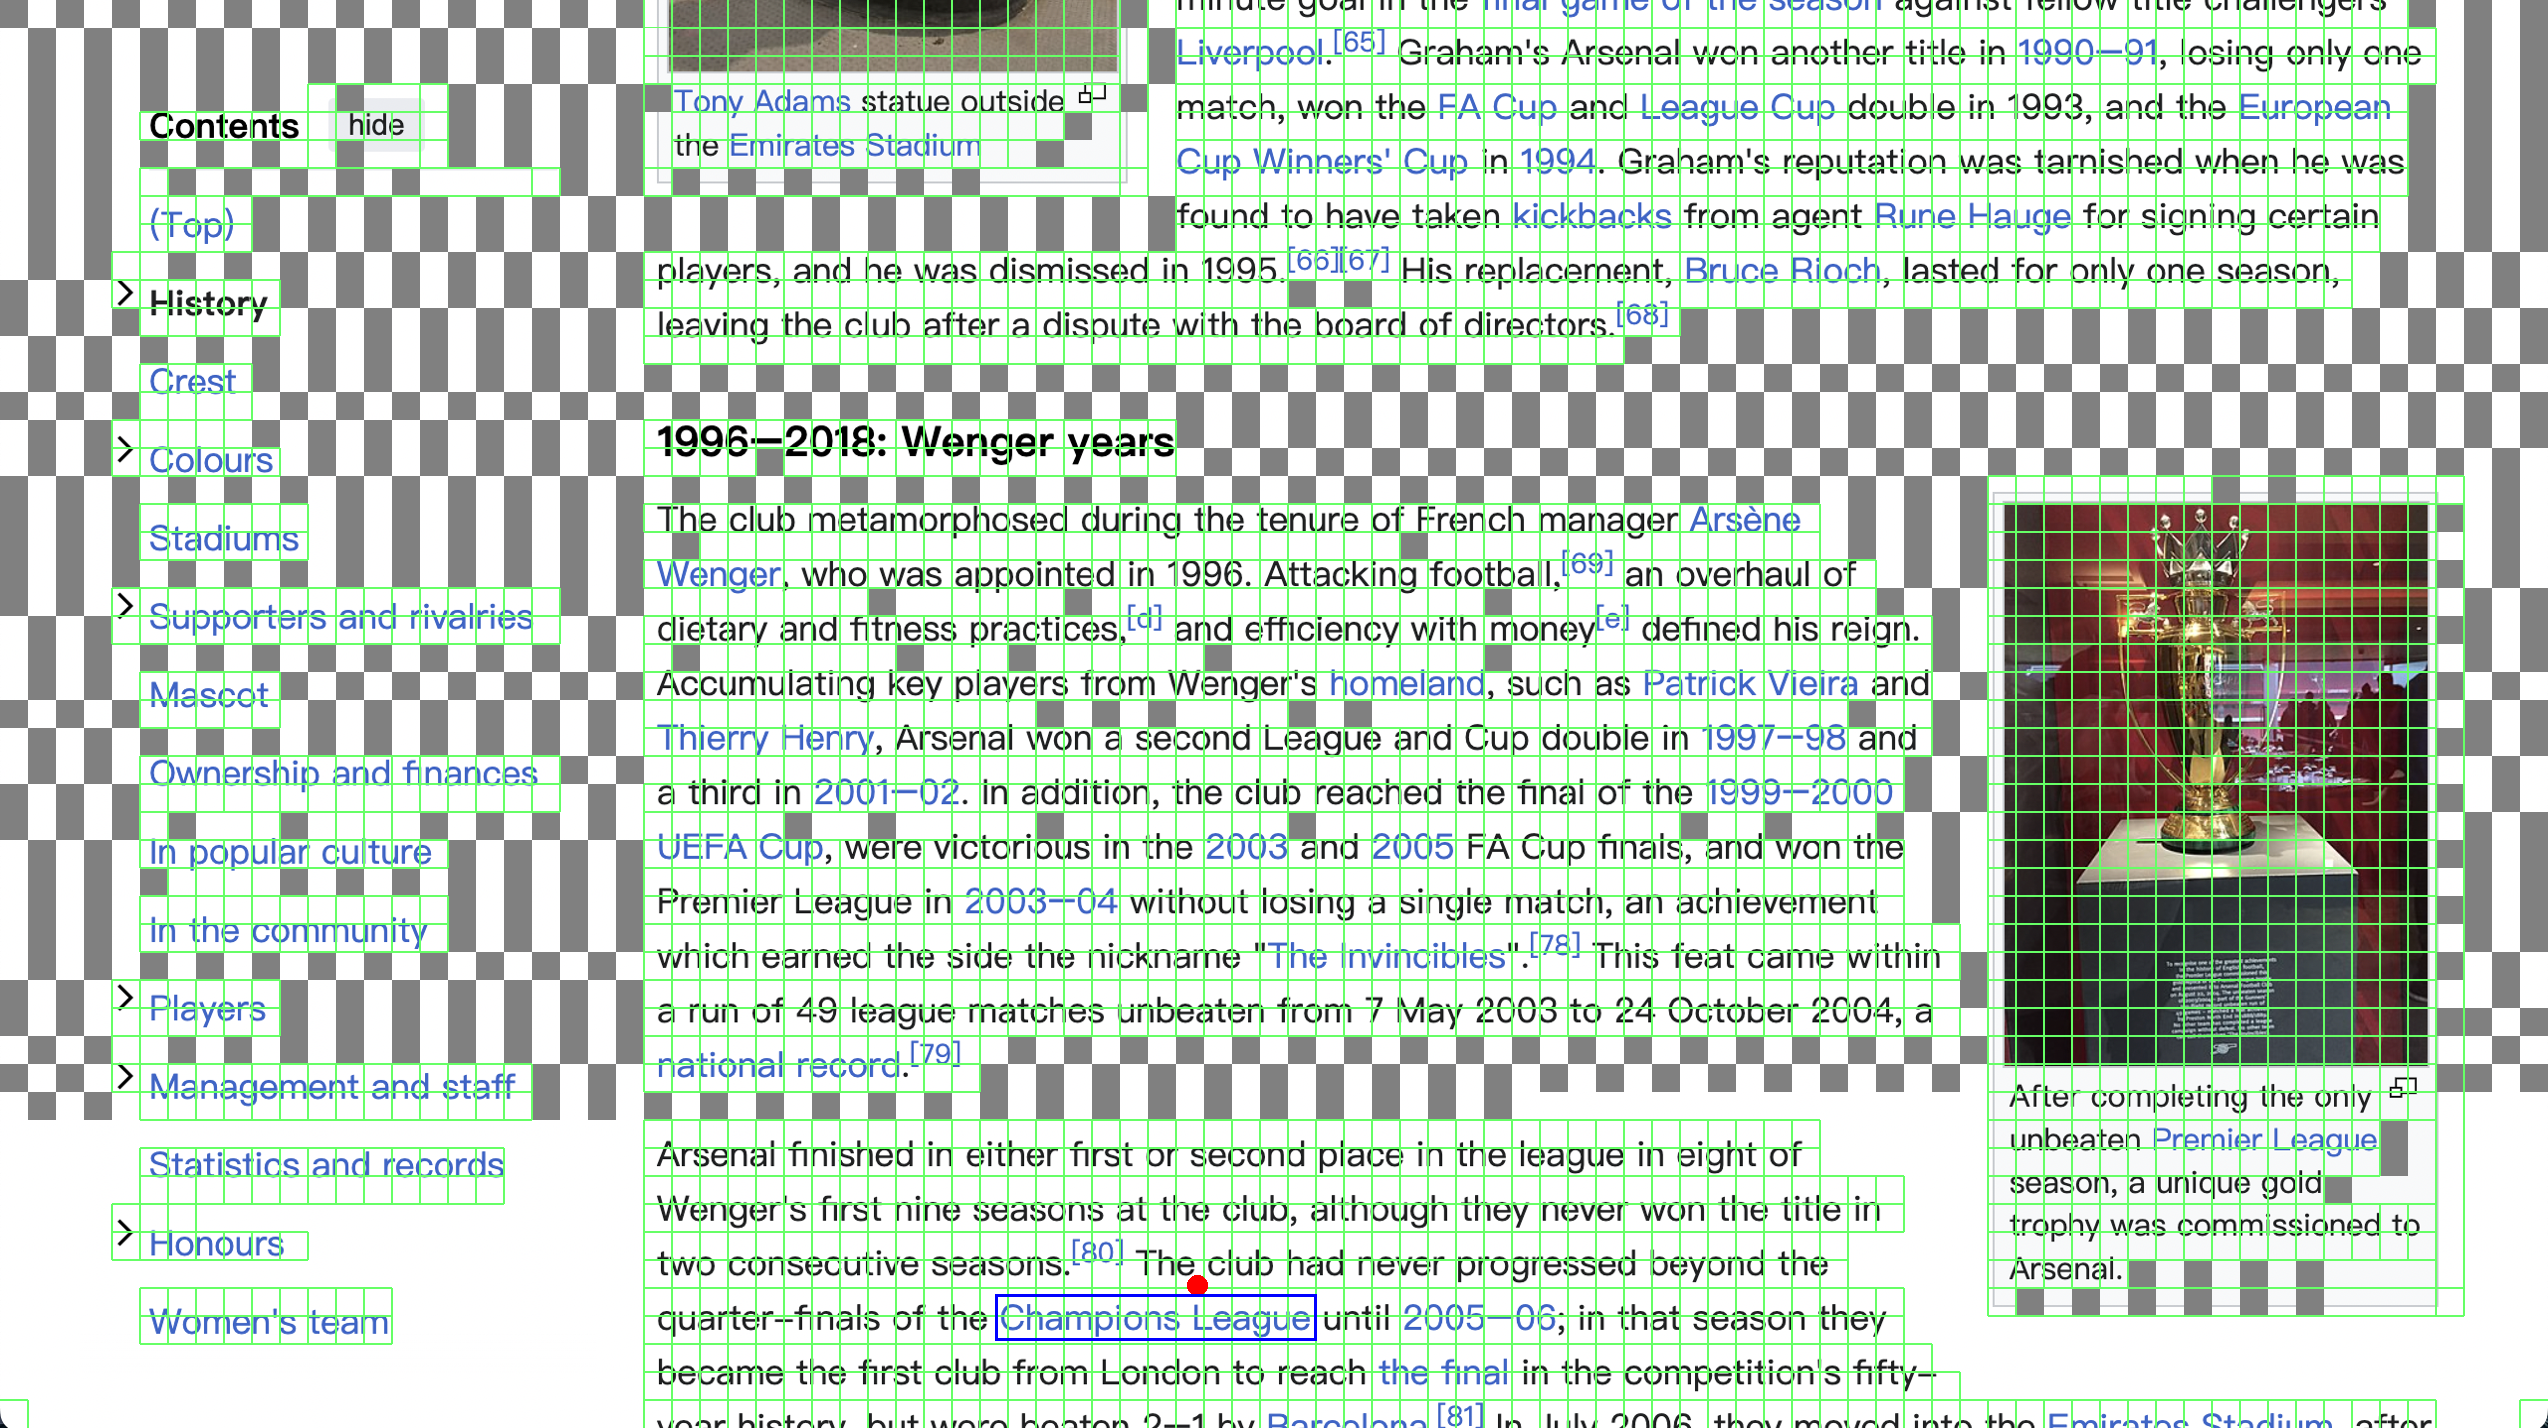 Contents hide
(Top)
History
Crest
Colours
Stadiums
Supporters and rivalries
Mascot
Ownership and finances
In popular culture
In the community
Players
Management and staff
Statistics and records
Honours
Women's team
Tony Adams statue outside
the Emirates Stadium
minute goal in the final game of the season against fellow title challengers
Liverpool.[65] Graham's Arsenal won another title in 1990–91, losing only one
match, won the FA Cup and League Cup double in 1993, and the European
Cup Winners' Cup in 1994. Graham's reputation was tarnished when he was
found to have taken kickbacks from agent Rune Hauge for signing certain
players, and he was dismissed in 1995.[66][67] His replacement, Bruce Rioch, lasted for only one season,
leaving the club after a dispute with the board of directors.[68]
1996–2018: Wenger years
The club metamorphosed during the tenure of French manager Arsène
Wenger, who was appointed in 1996. Attacking football,[69] an overhaul of
dietary and fitness practices,[d] and efficiency with money[e] defined his reign.
Accumulating key players from Wenger's homeland, such as Patrick Vieira and
Thierry Henry, Arsenal won a second League and Cup double in 1997–98 and
a third in 2001–02. In addition, the club reached the final of the 1999–2000
UEFA Cup, were victorious in the 2003 and 2005 FA Cup finals, and won the
Premier League in 2003–04 without losing a single match, an achievement
which earned the side the nickname "The Invincibles".[78] This feat came within
a run of 49 league matches unbeaten from 7 May 2003 to 24 October 2004, a
national record.[79]
After completing the only
unbeaten Premier League
season, a unique gold
trophy was commissioned to
Arsenal.
Arsenal finished in either first or second place in the league in eight of
Wenger's first nine seasons at the club, although they never won the title in
two consecutive seasons.[80] The club had never progressed beyond the
quarter-finals of the Champions League until 2005–06; in that season they
became the first club from London to reach the final in the competition's fifty-
year history, but were beaten 2–1 by Barcelona.[81] In July 2006, they moved into the Emirates Stadium, after